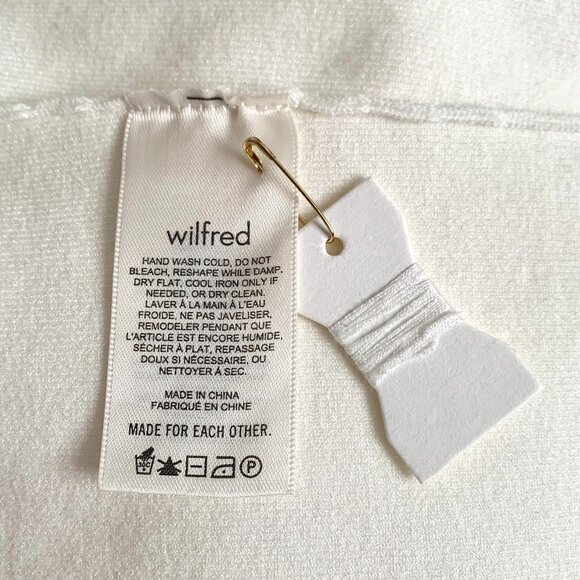 wilfred
HAND WASH COLD, DO NOT
BLEACH, RESHAPE WHILE DAMP,
DRY FLAT, COOL IRON ONLY IF
NEEDED, OR DRY CLEAN.
LAVER À LA MAIN À L'EAU
FROIDE, NE PAS JAVELISER,
REMODELER PENDANT QUE
L'ARTICLE EST ENCORE HUMIDE,
SÉCHER À PLAT, REPASSAGE
DOUX SI NÉCESSAIRE, OU
NETTOYER À SEC.
MADE IN CHINA
FABRIQUÉ EN CHINE
MADE FOR EACH OTHER.
30C P